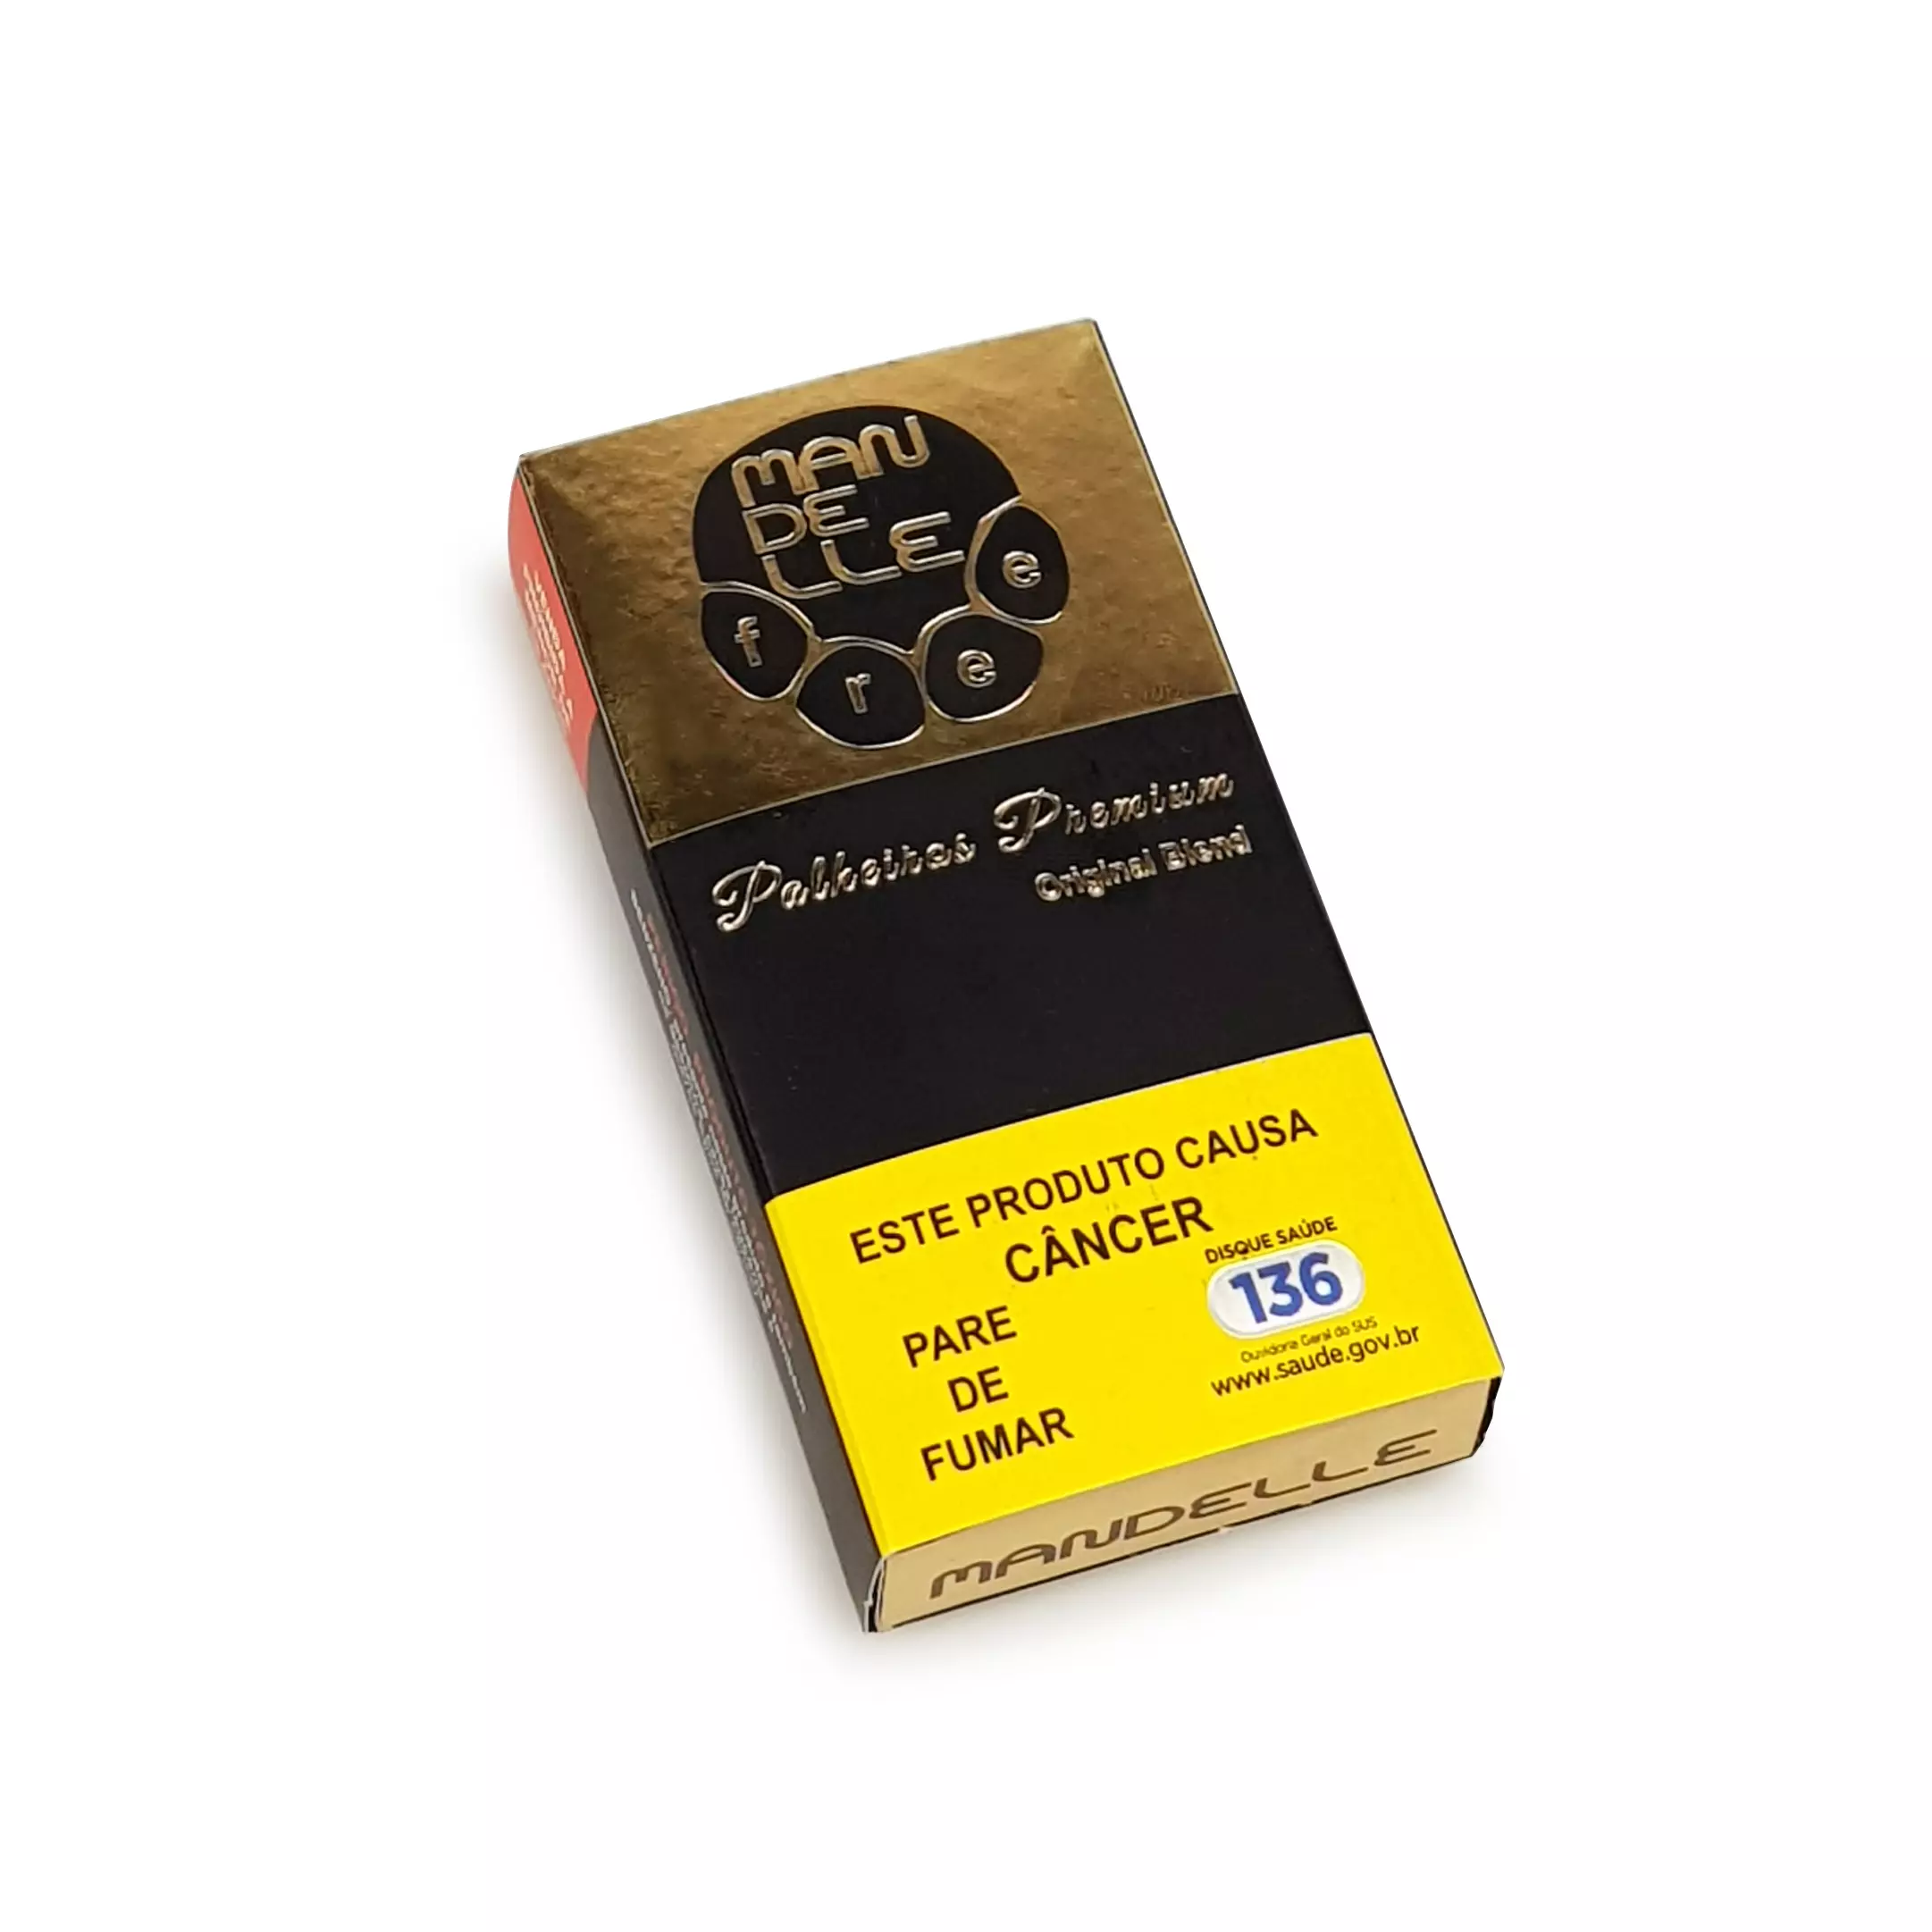 MAN
DE
LLE
free
Palheiros Premium
Original Blend
ESTE PRODUTO CAUSA
CÂNCER
PARE
DE
FUMAR
DISQUE SAÚDE
136
Ouvidoria Geral do SUS
www.saude.gov.br
MANDELLE